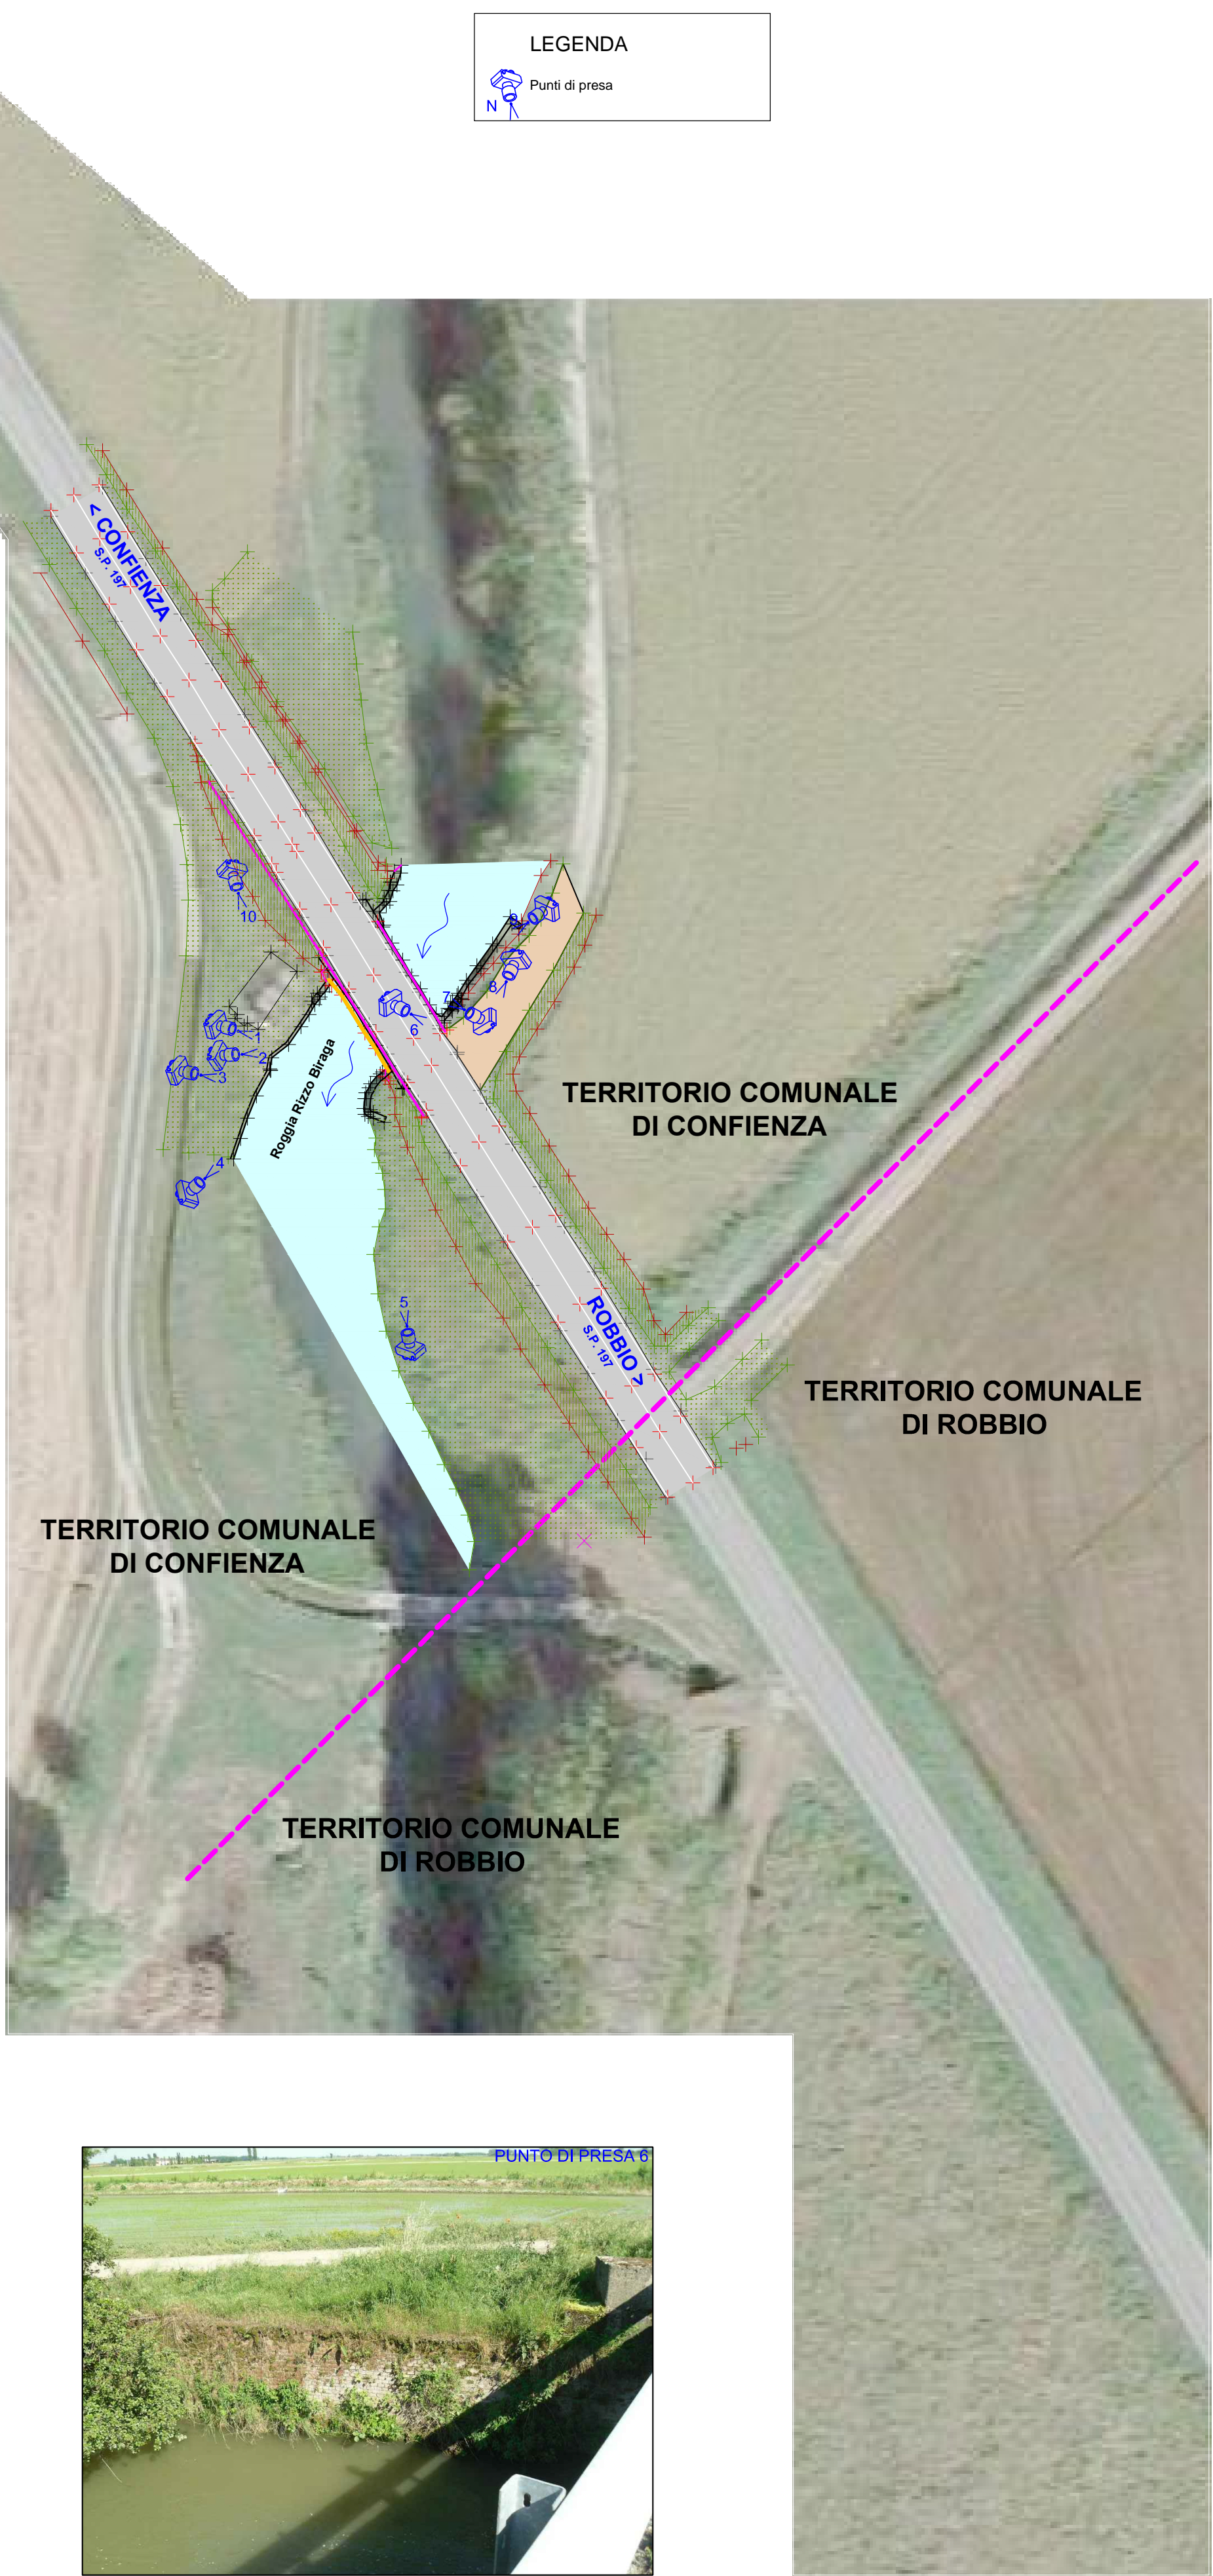 LEGENDA
Punti di presa
N
< CONFIENZA
S.P. 197
10
9
8
7
6
1
2
3
Roggia Rizzo Biraga
4
TERRITORIO COMUNALE
DI CONFIENZA
5
ROBBIO >
S.P. 197
TERRITORIO COMUNALE
DI ROBBIO
TERRITORIO COMUNALE
DI CONFIENZA
TERRITORIO COMUNALE
DI ROBBIO
PUNTO DI PRESA 6